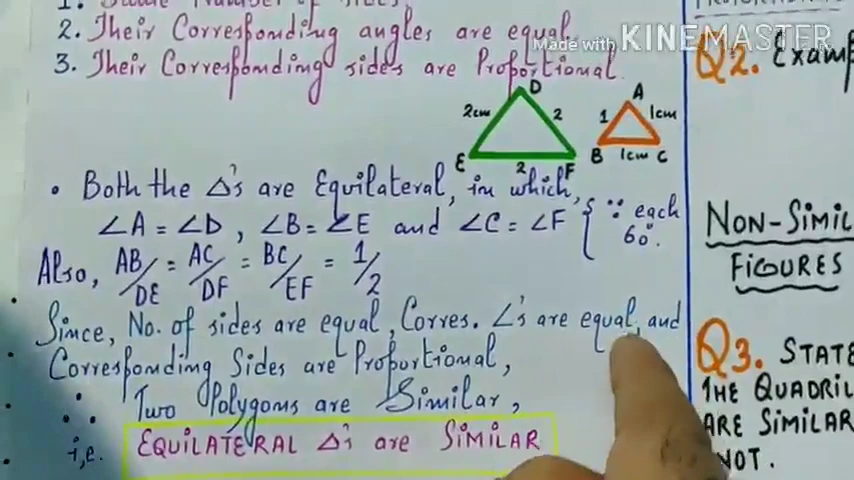 2. Their Corresponding angles are equal.
3. Their Corresponding sides are Proportional.
Made with KINEMASTER
D
2cm 2
E 2 F
A
1 1cm
B 1cm C
• Both the Δ's are Equilateral, in which,
∠A = ∠D, ∠B = ∠E and ∠C = ∠F { ∵ each 60°.
Also, AB/DE = AC/DF = BC/EF = 1/2
Since, No. of sides are equal, Corres. ∠'s are equal, and
Corresponding Sides are Proportional,
∴ Two Polygons are Similar,
i.e. EQUILATERAL Δ's are SIMILAR
Q2.
NON-SIMIL
FIGURES
Q3. STATE
THE QUADRIL
ARE SIMILAR
NOT.